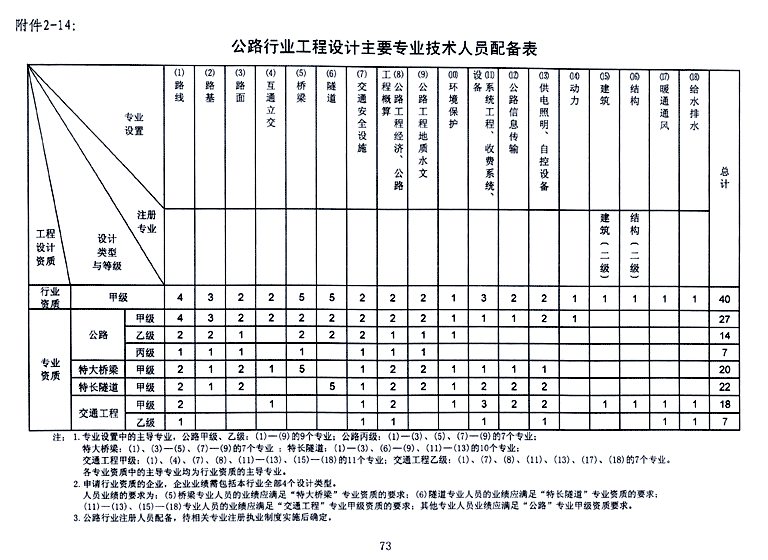 附件2-14:
公路行业工程设计主要专业技术人员配备表
专业设置
注册专业
设计类型与等级
工程设计资质
⑴路线
⑵路基
⑶路面
⑷互通立交
⑸桥梁
⑹隧道
⑺交通安全设施
⑻公路工程经济、公路工程概算
⑼公路工程地质水文
⑽环境保护
⑾系统工程、收费系统、设备
⑿公路信息传输
⒀供电照明、自控设备
⒁动力
⒂建筑
⒃结构
⒄暖通通风
⒅给水排水
总计
建筑(二级)
结构(二级)
行业资质 甲级 4 3 2 2 5 5 2 2 2 1 3 2 2 1 1 1 1 1 40
专业资质
公路
甲级 4 3 2 2 2 2 2 2 2 1 1 1 2 1 27
乙级 2 2 1 2 2 2 1 1 1 14
丙级 1 1 1 1 1 1 1 7
特大桥梁 甲级 2 1 2 1 5 1 2 2 1 1 1 1 20
特长隧道 甲级 2 1 2 5 1 2 2 1 2 2 2 22
交通工程
甲级 2 1 1 2 1 3 2 2 1 1 1 1 18
乙级 1 1 1 1 1 1 1 7
注: 1.专业设置中的主导专业,公路甲级、乙级:(1)—(9)的9个专业;公路丙级:(1)—(3)、(5)、(7)—(9)的7个专业;
特大桥梁:(1)、(3)—(5)、(7)—(9)的7个专业 ;特长隧道:(1)—(3)、(6)—(9)、(11)—(13)的10个专业;
交通工程甲级:(1)、(4)、(7)、(8)、(11)—(13)、(15)—(18)的11个专业;交通工程乙级:(1)、(7)、(8)、(11)、(13)、(17)、(18)的7个专业。
各专业资质中的主导专业均为行业资质的主导专业。
2.申请行业资质的企业,企业业绩需包括本行业全部4个设计类型。
人员业绩的要求为:(5)桥梁专业人员的业绩应满足“特大桥梁”专业资质的要求;(6)隧道专业人员的业绩应满足“特长隧道”专业资质的要求;
(11)—(13)、(15)—(18)专业人员的业绩应满足“交通工程”专业甲级资质的要求;其他专业人员业绩应满足“公路”专业甲级资质要求。
3.公路行业注册人员配备,待相关专业注册执业制度实施后确定。
73